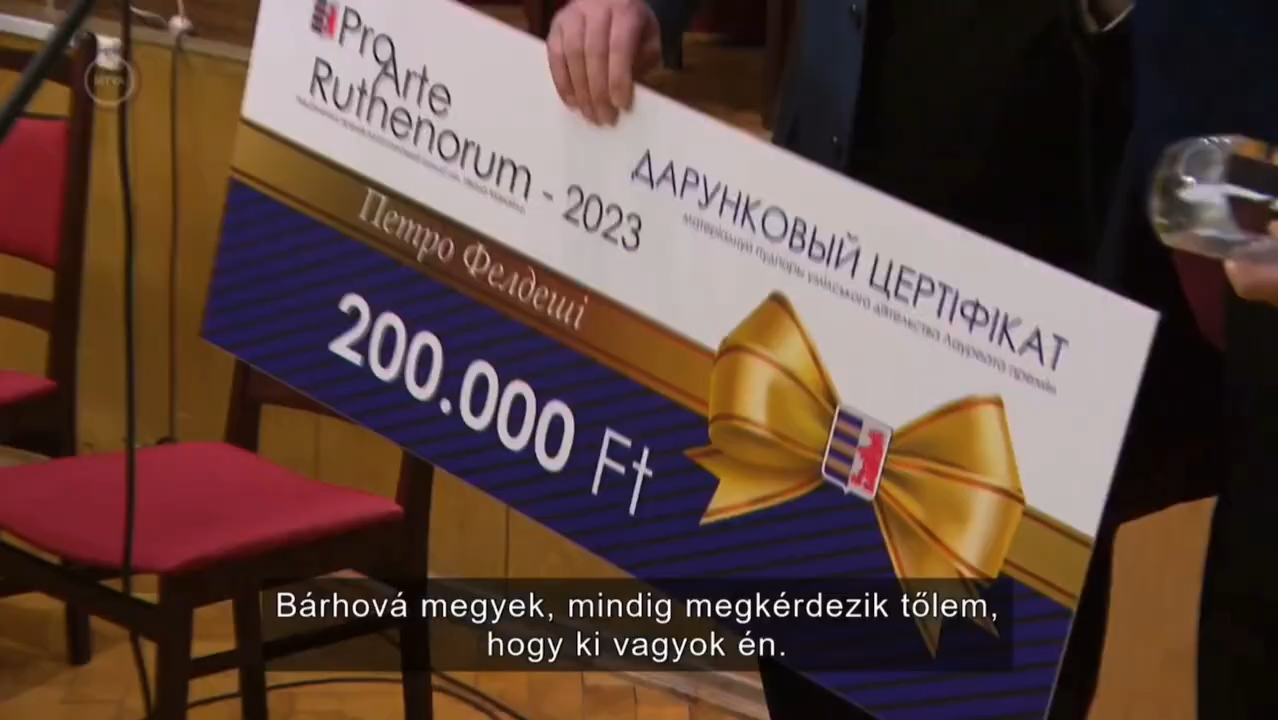 Pro
Arte
Ruthenorum - 2023
ДАРУНКОВЫЙ ЦЕРТІФІКАТ
Петро Фелдеші
200.000 Ft
Bárhová megyek, mindig megkérdezik tőlem,
hogy ki vagyok én.